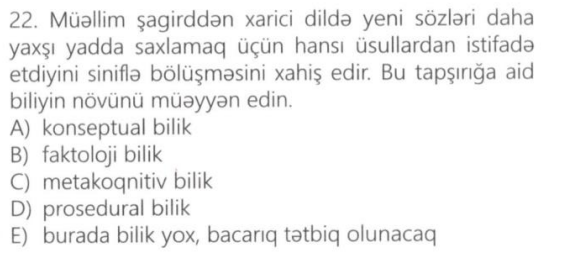 22. Müəllim şagirddən xarici dildə yeni sözləri daha
yaxşı yadda saxlamaq üçün hansı üsullardan istifadə
etdiyini siniflə bölüşməsini xahiş edir. Bu tapşırığa aid
biliyin növünü müəyyən edin.
A) konseptual bilik
B) faktoloji bilik
C) metakoqnitiv bilik
D) prosedural bilik
E) burada bilik yox, bacarıq tətbiq olunacaq